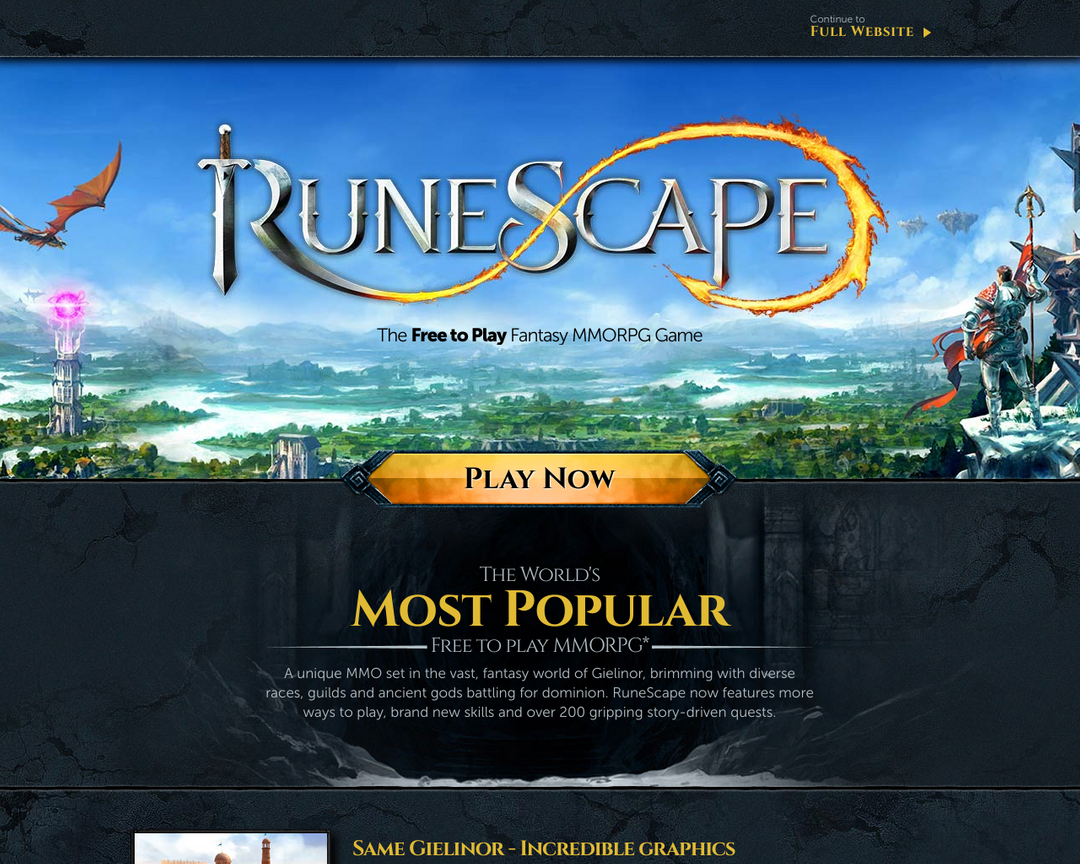 Continue to
Full Website
RuneScape
The Free to Play Fantasy MMORPG Game
Play Now
The World's
Most Popular
Free to play MMORPG*
A unique MMO set in the vast, fantasy world of Gielinor, brimming with diverse
races, guilds and ancient gods battling for dominion. RuneScape now features more
ways to play, brand new skills and over 200 gripping story-driven quests.
Same Gielinor - Incredible graphics